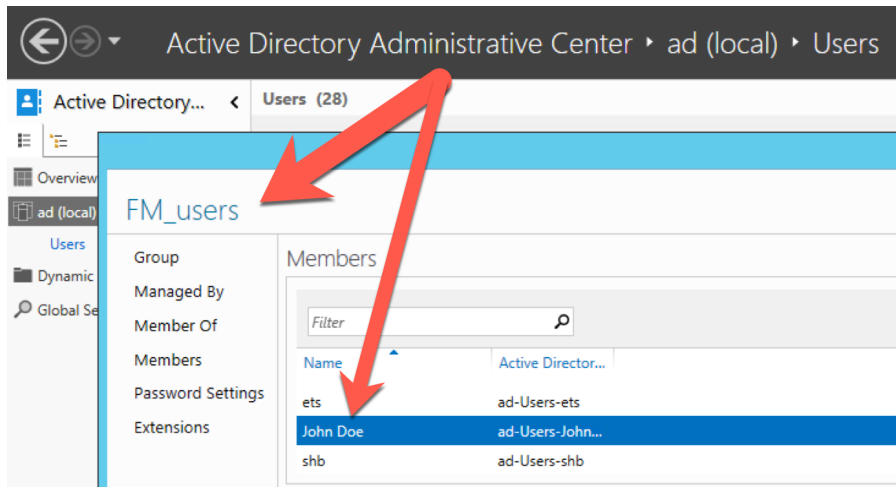 Active Directory Administrative Center ‣ ad (local) ‣ Users
Active Directory...
Users (28)
Overview
ad (local)
Users
Dynamic
Global Se
FM_users
Group
Managed By
Member Of
Members
Password Settings
Extensions
Members
Filter
Name Active Director...
ets ad-Users-ets
John Doe ad-Users-John...
shb ad-Users-shb